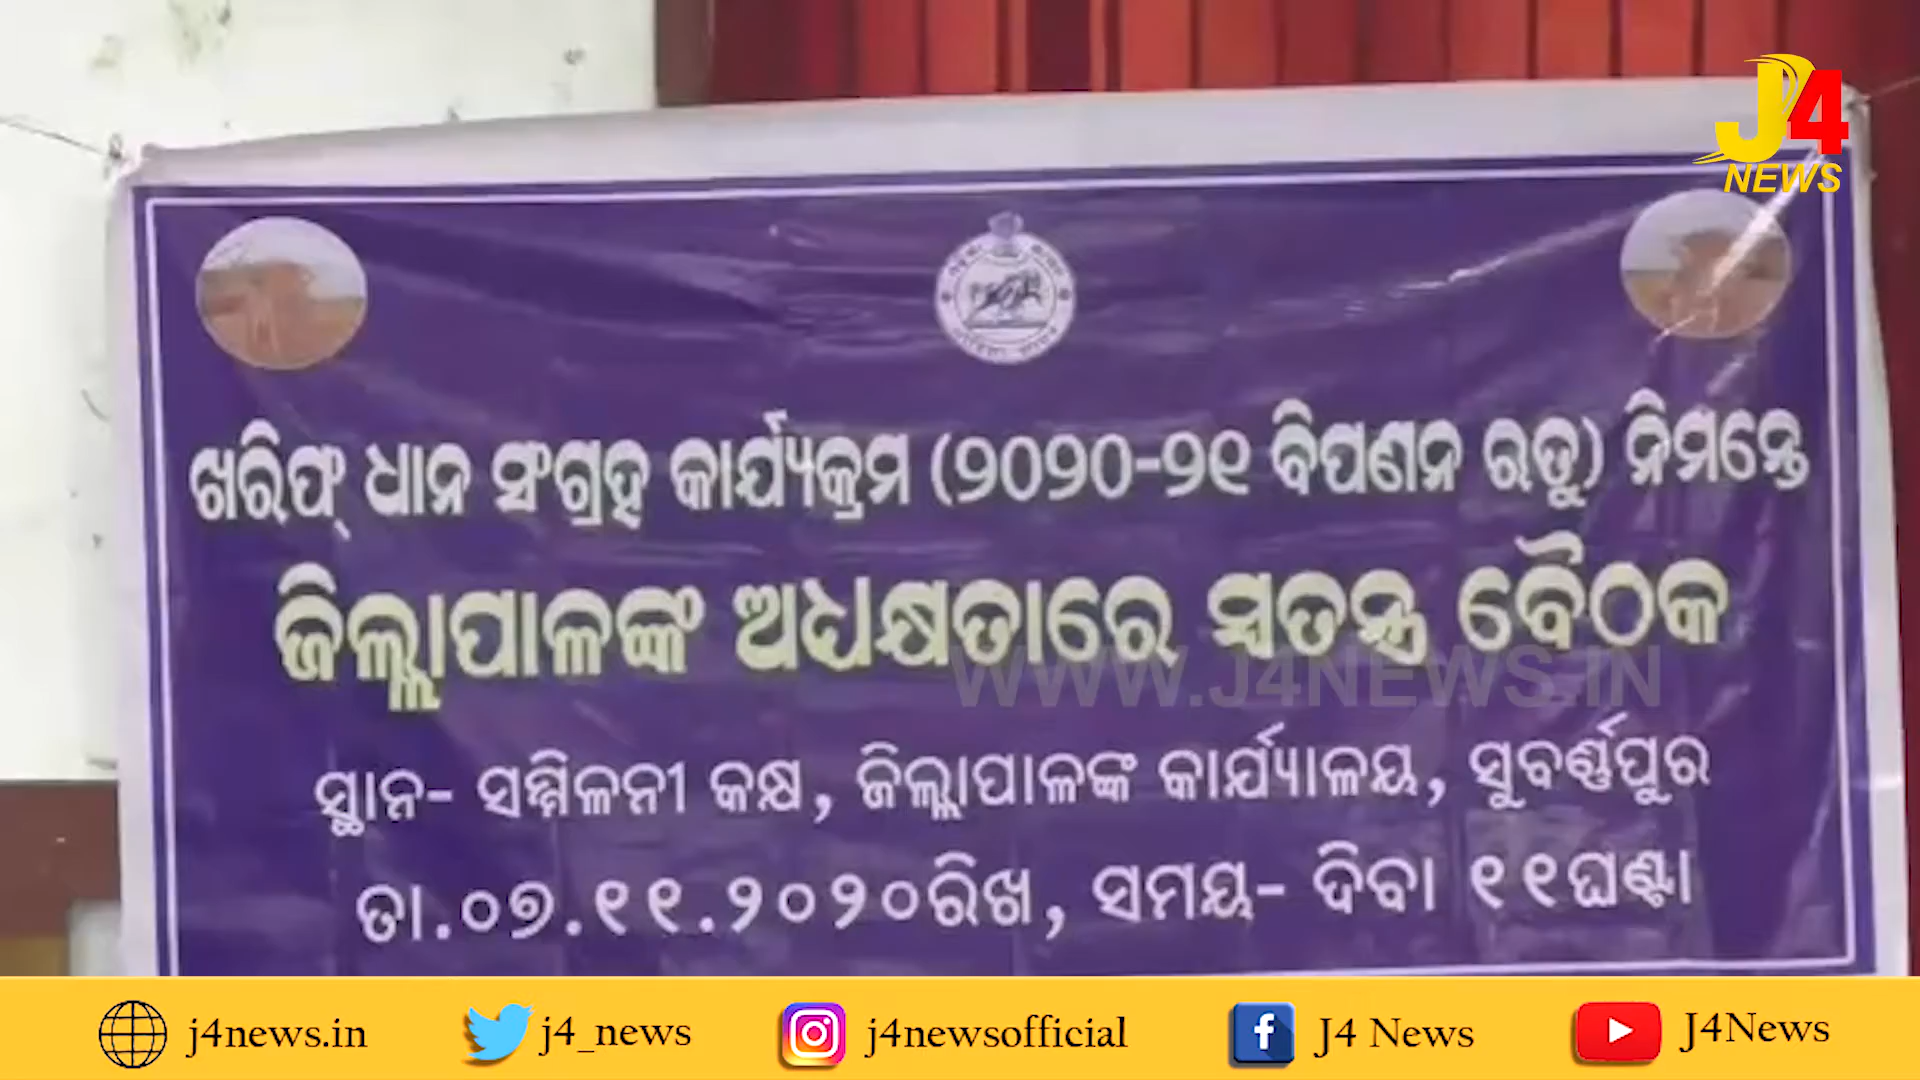 J4
NEWS
ଖରିଫ୍ ଧାନ ସଂଗ୍ରହ କାର୍ଯ୍ୟକ୍ରମ (୨୦୨୦-୨୧ ବିପଣନ ଋତୁ) ନିମନ୍ତେ
ଜିଲ୍ଲାପାଳଙ୍କ ଅଧ୍ୟକ୍ଷତାରେ ସ୍ଵତନ୍ତ୍ର ବୈଠକ
WWW.J4NEWS.IN
ସ୍ଥାନ- ସମ୍ମିଳନୀ କକ୍ଷ, ଜିଲ୍ଲାପାଳଙ୍କ କାର୍ଯ୍ୟାଳୟ, ସୁବର୍ଣ୍ଣପୁର
ତା.୦୭.୧୧.୨୦୨୦ରିଖ, ସମୟ- ଦିବା ୧୧ଘଣ୍ଟା
j4news.in j4_news j4newsofficial J4 News J4News